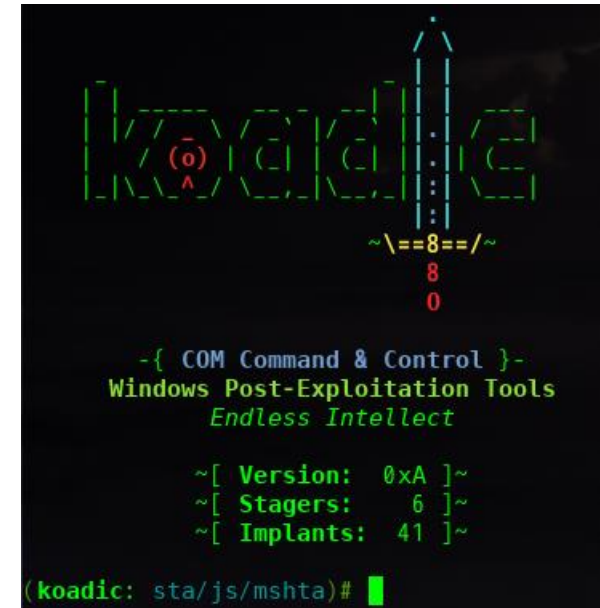 koadic
-{ COM Command & Control }-
Windows Post-Exploitation Tools
Endless Intellect
~[ Version: 0xA ]~
~[ Stagers: 6 ]~
~[ Implants: 41 ]~
(koadic: sta/js/mshta)#